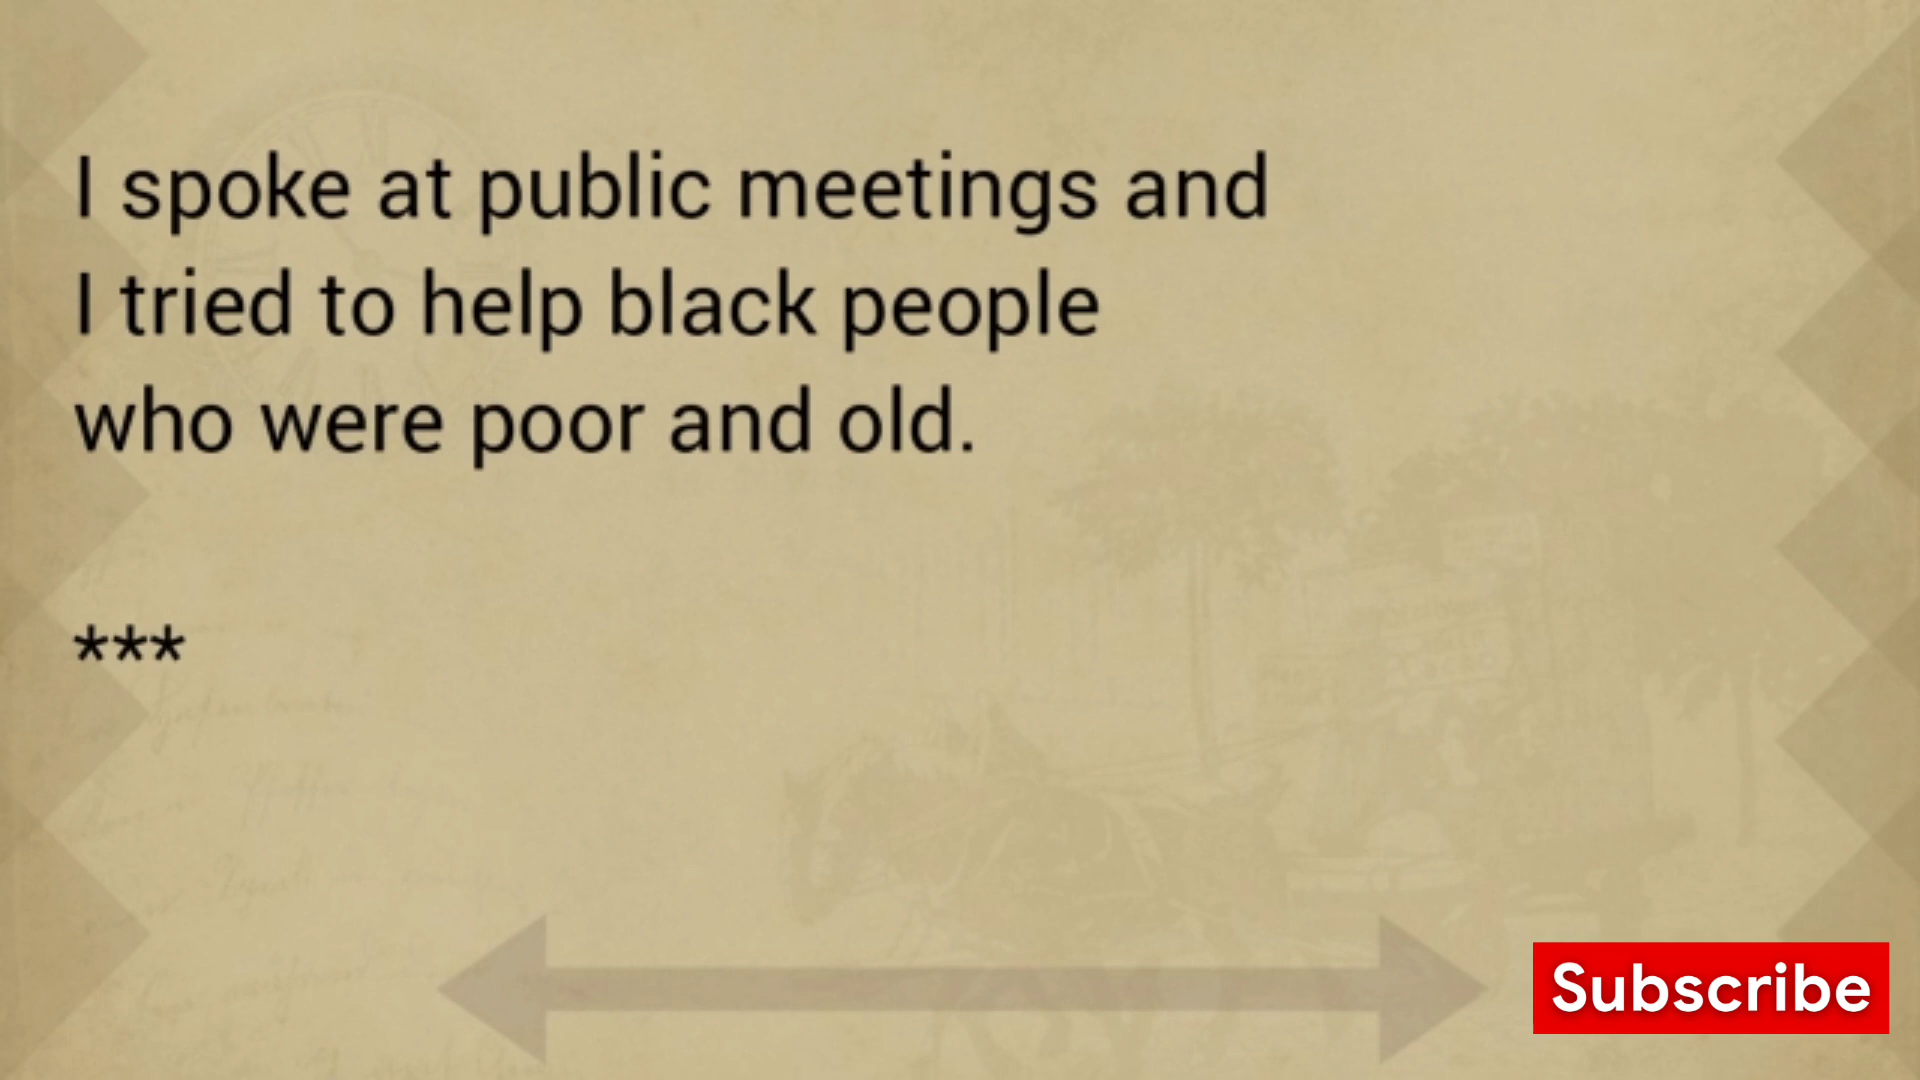 I spoke at public meetings and
I tried to help black people
who were poor and old.
***
Subscribe